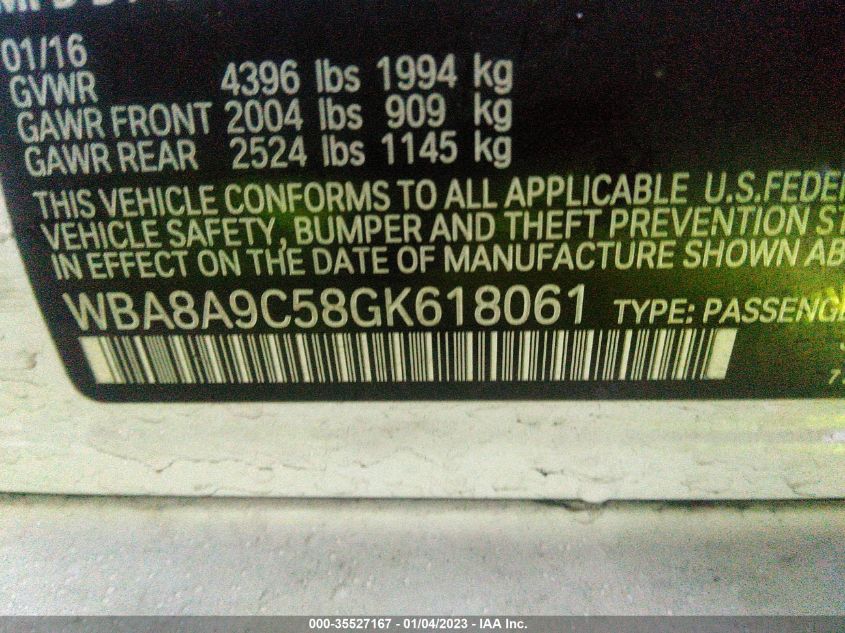 01/16
GVWR 4396 lbs 1994 kg
GAWR FRONT 2004 lbs 909 kg
GAWR REAR 2524 lbs 1145 kg
THIS VEHICLE CONFORMS TO ALL APPLICABLE U.S.FEDER
VEHICLE SAFETY, BUMPER AND THEFT PREVENTION ST
IN EFFECT ON THE DATE OF MANUFACTURE SHOWN AB
WBA8A9C58GK618061 TYPE: PASSENGE
000-35527167 - 01/04/2023 - IAA Inc.